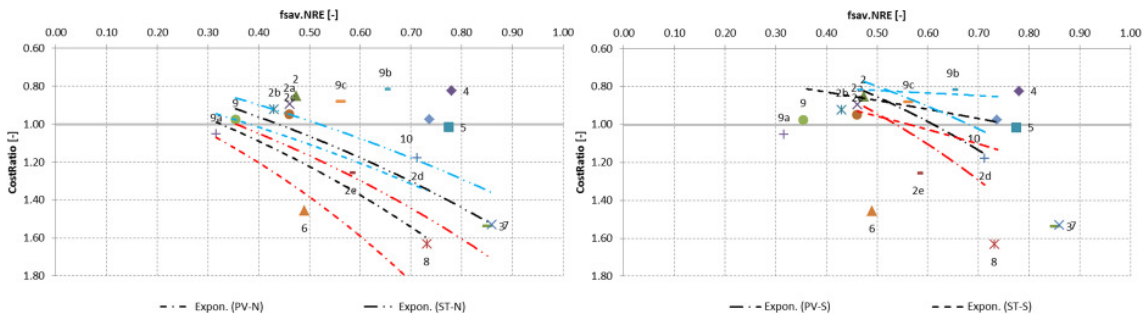 fsav.NRE [-]
0.00 0.10 0.20 0.30 0.40 0.50 0.60 0.70 0.80 0.90 1.00
0.60
0.80
1.00
1.20
1.40
1.60
1.80
CostRatio [-]
2
2a
2b
9c
9b
4
9
9a
5
10
2d
2e
6
37
8
Expon. (PV-N)
Expon. (ST-N)
fsav.NRE [-]
0.00 0.10 0.20 0.30 0.40 0.50 0.60 0.70 0.80 0.90 1.00
0.60
0.80
1.00
1.20
1.40
1.60
1.80
CostRatio [-]
2
2b
9c
9b
4
9
9a
5
10
2d
2e
6
37
8
Expon. (PV-S)
Expon. (ST-S)